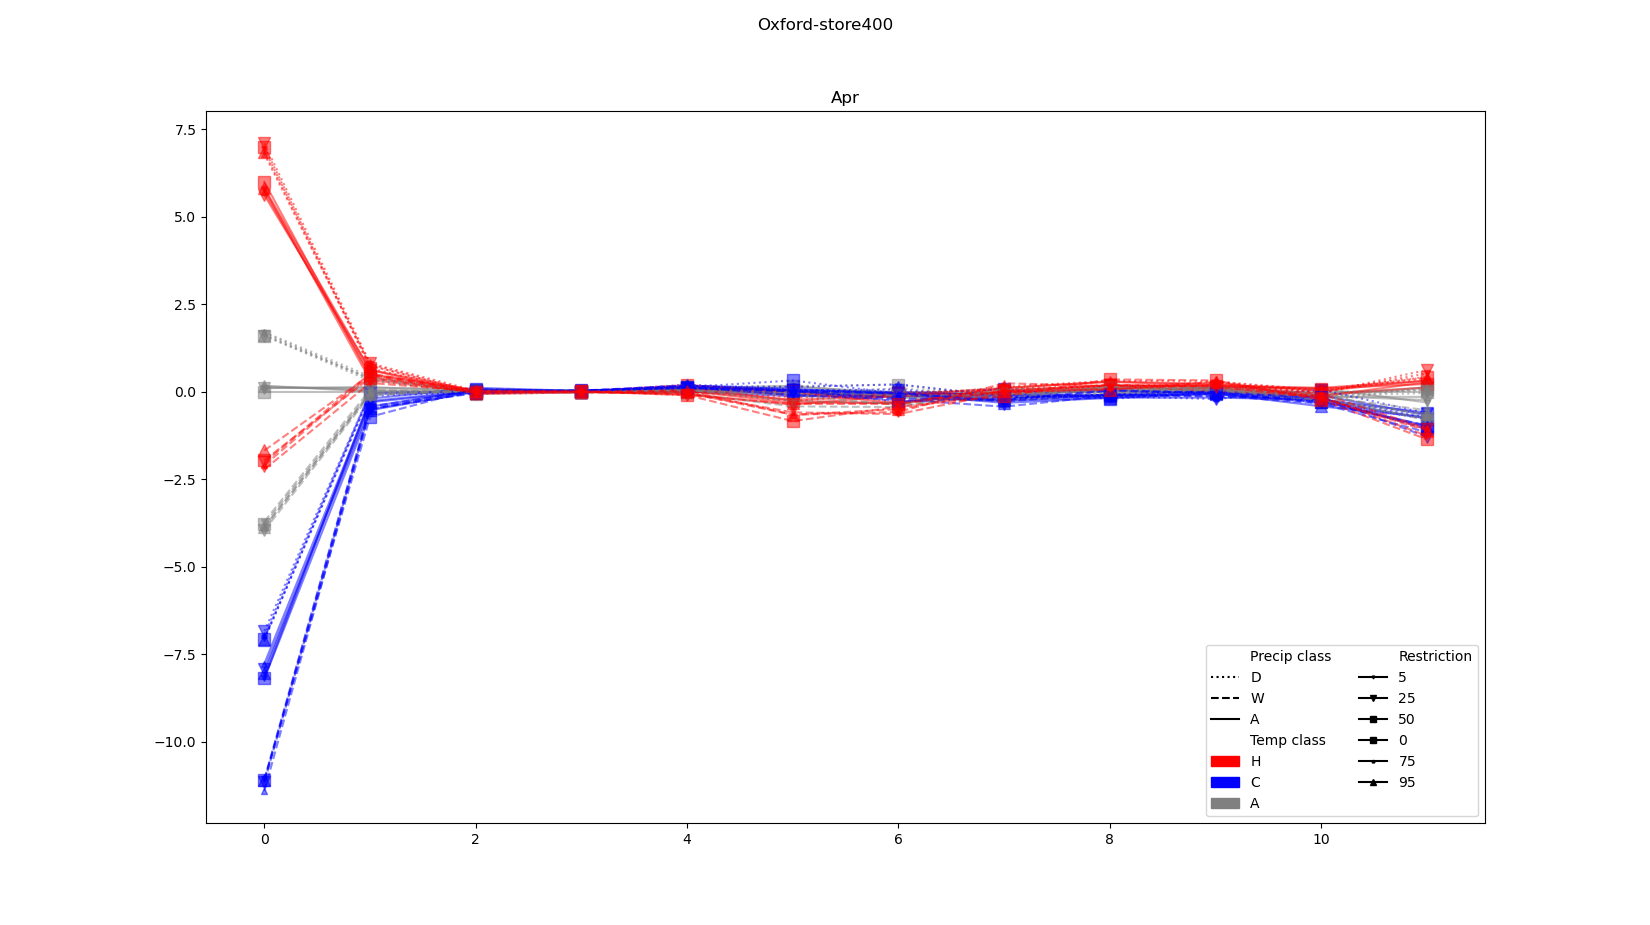 Oxford-store400
Apr
7.5
5.0
2.5
0.0
−2.5
−5.0
−7.5
−10.0
0
2
4
6
8
10
Precip class
D
W
A
Temp class
H
C
A
Restriction
5
25
50
0
75
95